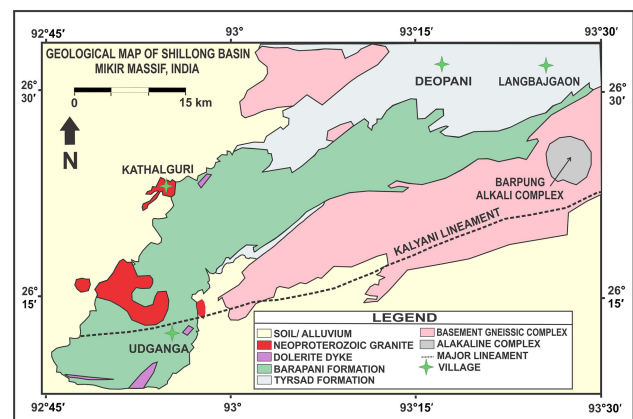 92°45' 93° 93°15' 93°30'
GEOLOGICAL MAP OF SHILLONG BASIN
MIKIR MASSIF, INDIA
26°
30'
26°
30'
0 15 km
DEOPANI
LANGBAJGAON
N
KATHALGURI
BARPUNG
ALKALI COMPLEX
KALYANI LINEAMENT
26°
15'
26°
15'
UDGANGA
LEGEND
SOIL/ ALLUVIUM
NEOPROTEROZOIC GRANITE
DOLERITE DYKE
BARAPANI FORMATION
TYRSAD FORMATION
BASEMENT GNEISSIC COMPLEX
ALAKALINE COMPLEX
MAJOR LINEAMENT
VILLAGE
92°45' 93° 93°15' 93°30'